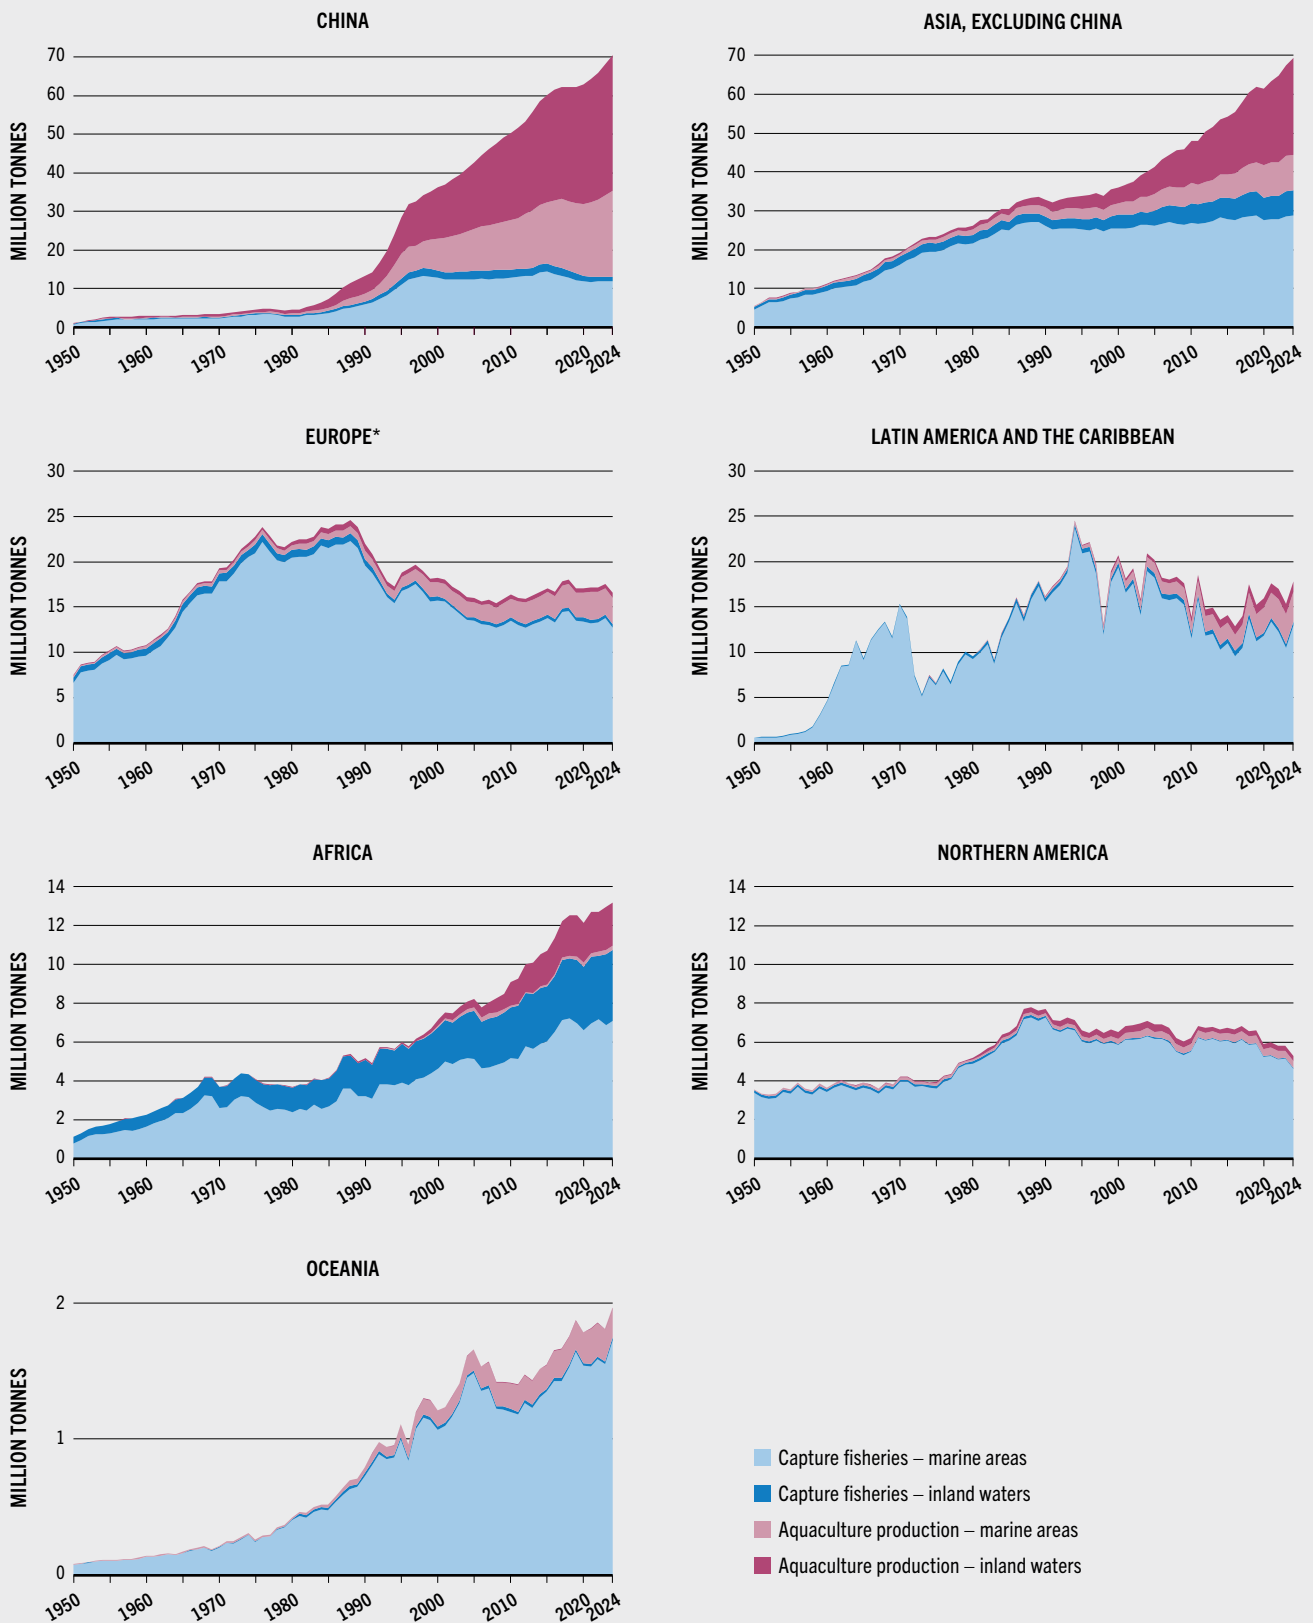 CHINA
MILLION TONNES
70
60
50
40
30
20
10
0
1950 1960 1970 1980 1990 2000 2010 2020 2024
ASIA, EXCLUDING CHINA
MILLION TONNES
70
60
50
40
30
20
10
0
1950 1960 1970 1980 1990 2000 2010 2020 2024
EUROPE*
MILLION TONNES
30
25
20
15
10
5
0
1950 1960 1970 1980 1990 2000 2010 2020 2024
LATIN AMERICA AND THE CARIBBEAN
MILLION TONNES
30
25
20
15
10
5
0
1950 1960 1970 1980 1990 2000 2010 2020 2024
AFRICA
MILLION TONNES
14
12
10
8
6
4
2
0
1950 1960 1970 1980 1990 2000 2010 2020 2024
NORTHERN AMERICA
MILLION TONNES
14
12
10
8
6
4
2
0
1950 1960 1970 1980 1990 2000 2010 2020 2024
OCEANIA
MILLION TONNES
2
1
0
1950 1960 1970 1980 1990 2000 2010 2020 2024
Capture fisheries – marine areas
Capture fisheries – inland waters
Aquaculture production – marine areas
Aquaculture production – inland waters